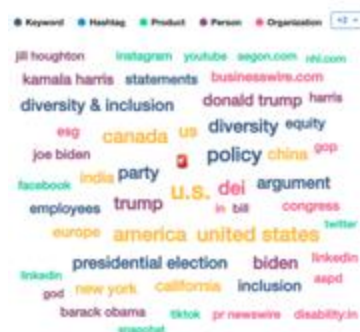 Keyword Hashtag Product Person Organization +2
jill houghton instagram youtube aegon.com nhl.com
kamala harris statements businesswire.com
diversity & inclusion donald trump harris
esg canada us diversity equity
joe biden policy china gop
facebook india party u.s. dei argument
employees trump in bill congress
twitter
europe america united states
presidential election biden linkedin
linkedin god new york california inclusion aapd
barack obama tiktok pr newswire disability:in
snapchat